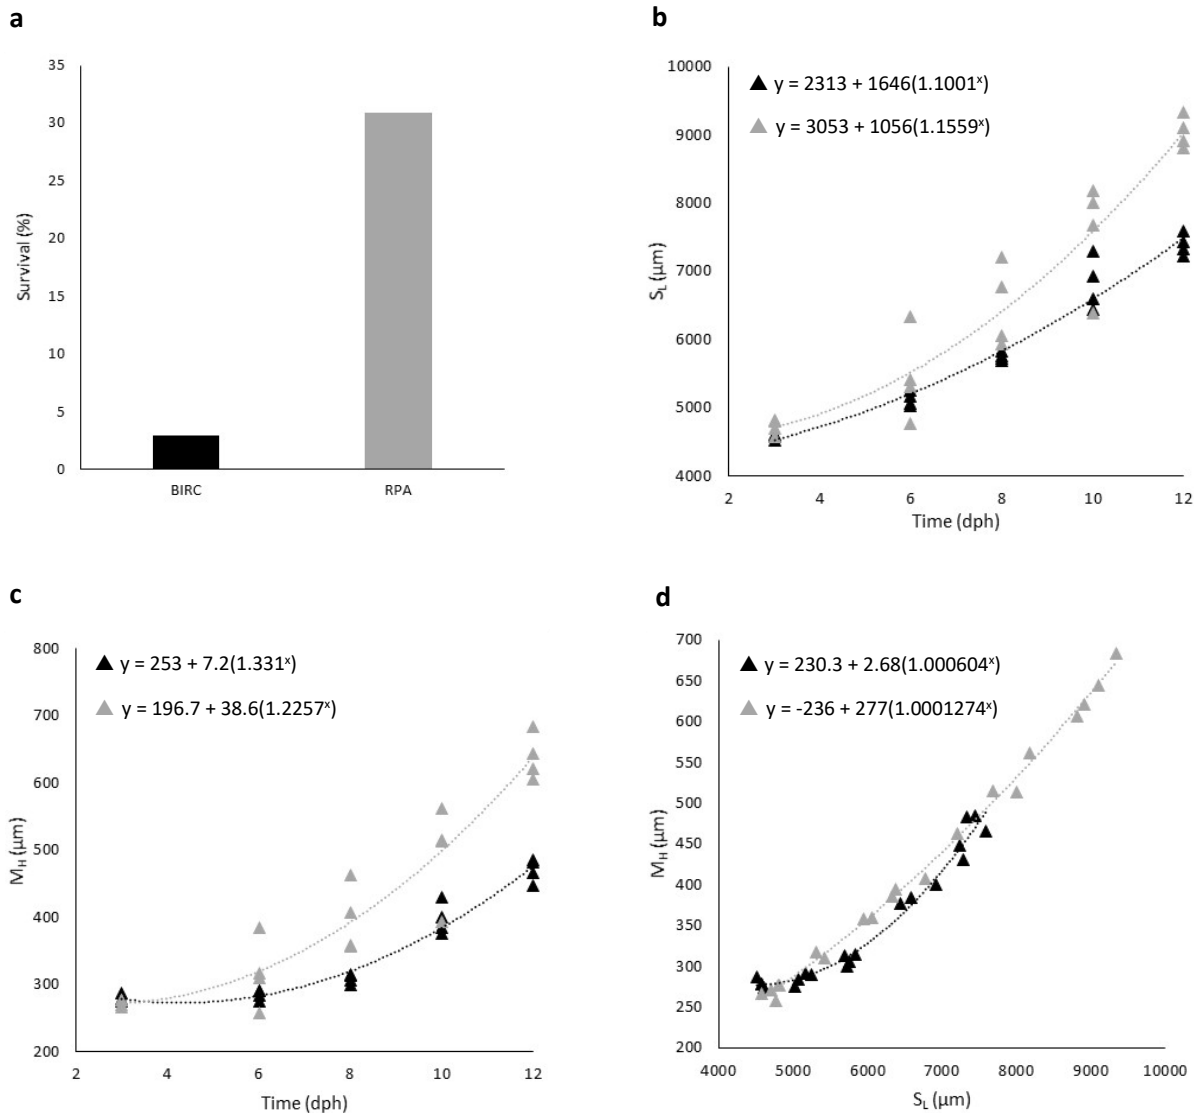 a
35
30
25
20
15
10
5
0
Survival (%)
BIRC
RPA
b
10000
9000
8000
7000
6000
5000
4000
S_L (µm)
▲ y = 2313 + 1646(1.1001ˣ)
▲ y = 3053 + 1056(1.1559ˣ)
2 4 6 8 10 12
Time (dph)
c
800
700
600
500
400
300
200
M_H (µm)
▲ y = 253 + 7.2(1.331ˣ)
▲ y = 196.7 + 38.6(1.2257ˣ)
2 4 6 8 10 12
Time (dph)
d
700
650
600
550
500
450
400
350
300
250
200
M_H (µm)
▲ y = 230.3 + 2.68(1.000604ˣ)
▲ y = -236 + 277(1.0001274ˣ)
4000 5000 6000 7000 8000 9000 10000
S_L (µm)